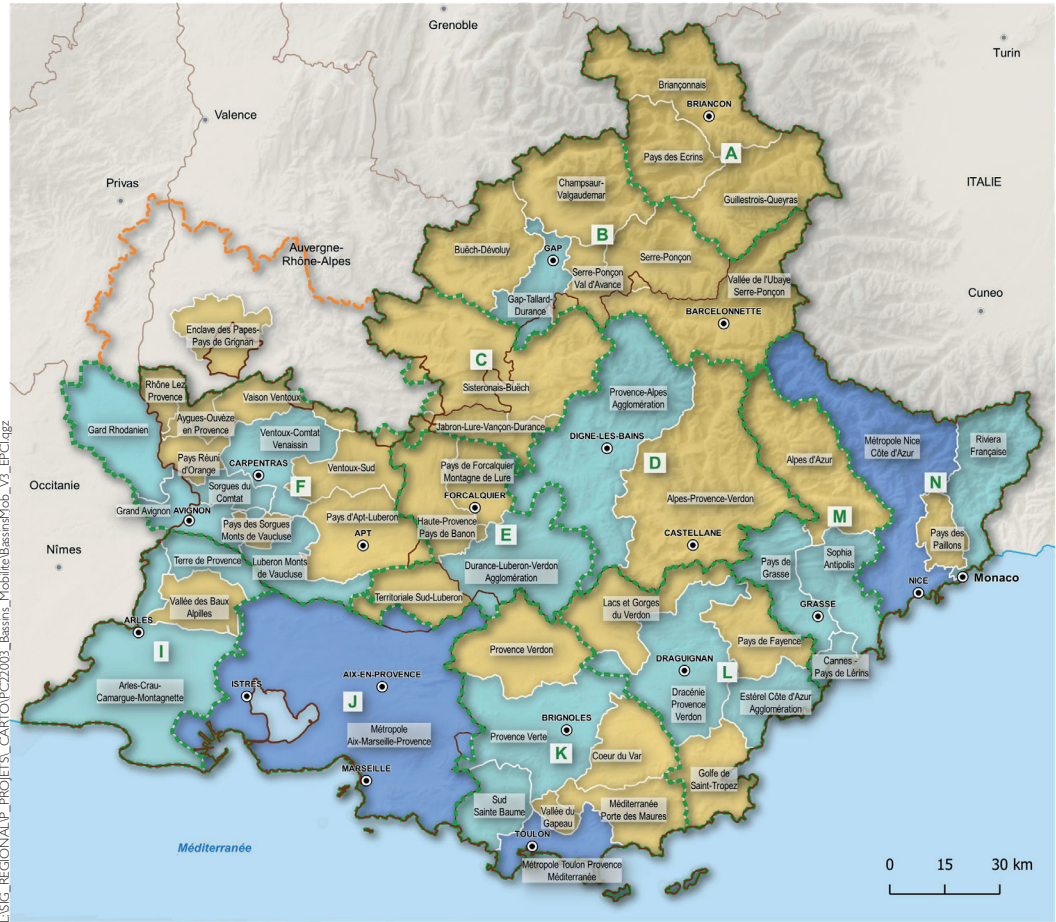 Grenoble
Turin
Briançonnais
BRIANCON
Valence
Pays des Ecrins
A
Privas
Champsaur-
Valgaudemar
ITALIE
Guillestrois-Queyras
Auvergne-
Rhône-Alpes
Buëch-Dévoluy
B
GAP
Serre-Ponçon
Serre-Ponçon
Val d'Avance
Vallée de l'Ubaye
Serre-Ponçon
Cuneo
Gap-Tallard-
Durance
BARCELONNETTE
Enclave des Papes-
Pays de Grignan
C
Sisteronais-Buëch
Rhône Lez
Provence
Vaison Ventoux
Provence-Alpes
Agglomération
Gard Rhodanien
Aygues-Ouvèze
en Provence
Ventoux-Comtat
Venaissin
Jabron-Lure-Vançon-Durance
DIGNE-LES-BAINS
Métropole Nice
Côte d'Azur
Riviera
Française
Pays Réuni
d'Orange
CARPENTRAS
Ventoux-Sud
Pays de Forcalquier
Montagne de Lure
D
Alpes d'Azur
Occitanie
Sorgues du
Comtat
F
FORCALQUIER
Alpes-Provence-Verdon
N
Grand Avignon
AVIGNON
Pays des Sorgues
Monts de Vaucluse
Pays d'Apt-Luberon
APT
Haute-Provence
Pays de Banon
E
CASTELLANE
M
Pays des
Paillons
Nîmes
Terre de Provence
Luberon Monts
de Vaucluse
Durance-Luberon-Verdon
Agglomération
Pays de
Grasse
Sophia
Antipolis
NICE
Monaco
Vallée des Baux
Alpilles
Territoriale Sud-Luberon
Lacs et Gorges
du Verdon
GRASSE
ARLES
I
Provence Verdon
Pays de Fayence
Cannes -
Pays de Lérins
Arles-Crau-
Camargue-Montagnette
ISTRES
AIX-EN-PROVENCE
J
DRAGUIGNAN
L
Dracénie
Provence
Verdon
Estérel Côte d'Azur
Agglomération
Métropole
Aix-Marseille-Provence
BRIGNOLES
Provence Verte
K
Coeur du Var
MARSEILLE
Golfe de
Saint-Tropez
Sud
Sainte Baume
Vallée du
Gapeau
Méditerranée
Porte des Maures
TOULON
Métropole Toulon Provence
Méditerranée
Méditerranée
0 15 30 km
L:\SIG_REGIONAL\P_PROJETS\_CARTO\PC22003_Bassins_Mobilite\BassinsMob_V3_EPCI.qgz